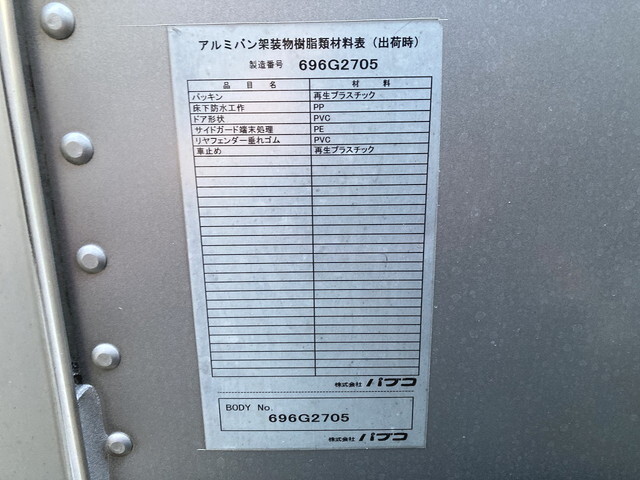 アルミバン架装物樹脂類材料表（出荷時）
製造番号 696G2705
品目名 材料
パッキン 再生プラスチック
床下防水工作 PP
ドア形状 PVC
サイドガード端末処理 PE
リヤフェンダー垂れゴム PVC
車止め 再生プラスチック
株式会社 パブコ
BODY No.
696G2705
株式会社 パブコ